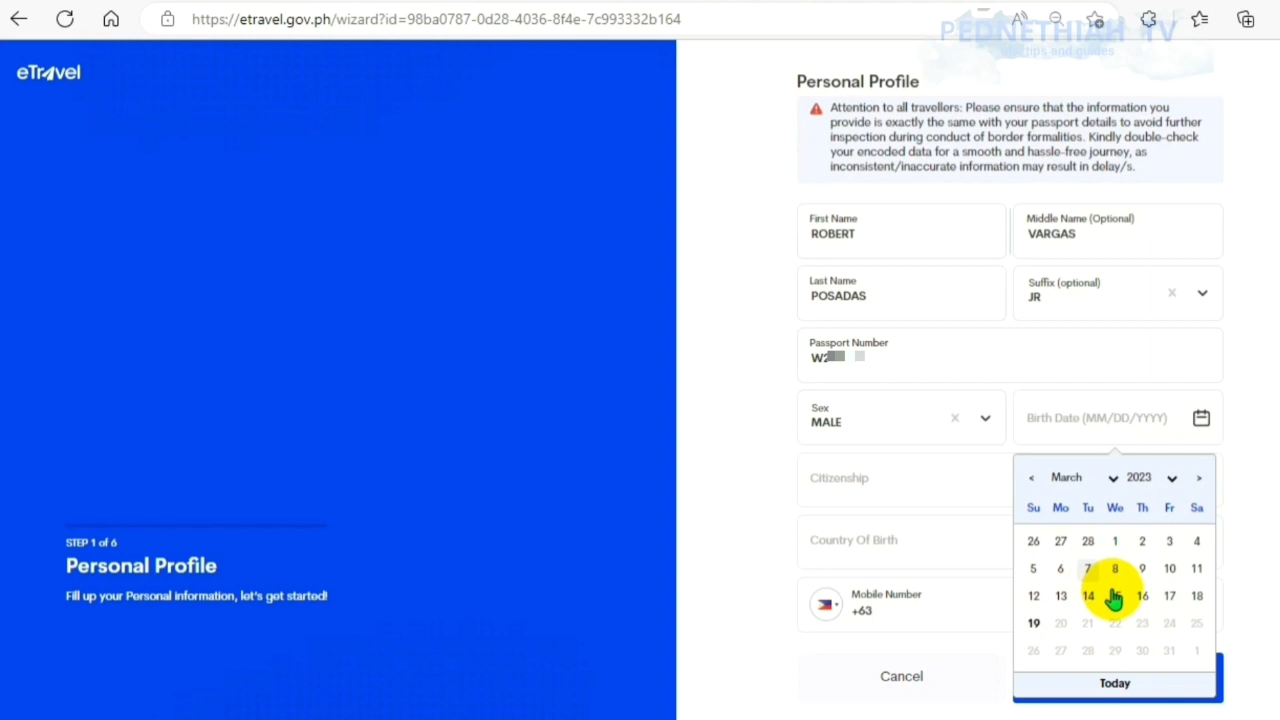 https://etravel.gov.ph/wizard?id=98ba0787-0d28-4036-8f4e-7c993332b164
PEDNETHIAH TV
eTravel
Personal Profile
Attention to all travellers: Please ensure that the information you
provide is exactly the same with your passport details to avoid further
inspection during conduct of border formalities. Kindly double-check
your encoded data for a smooth and hassle-free journey, as
inconsistent/inaccurate information may result in delay/s.
First Name
ROBERT
Middle Name (Optional)
VARGAS
Last Name
POSADAS
Suffix (optional)
JR
Passport Number
Sex
MALE
Birth Date (MM/DD/YYYY)
Citizenship
Country Of Birth
Mobile Number
+63
< March 2023 >
Su Mo Tu We Th Fr Sa
26 27 28 1 2 3 4
5 6 7 8 9 10 11
12 13 14 16 17 18
19 20 21 22 23 24 25
26 27 28 29 30 31 1
Today
Cancel
STEP 1 of 6
Personal Profile
Fill up your Personal information, let's get started!